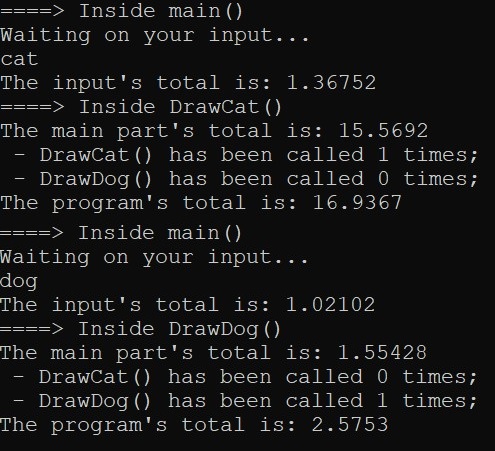 ====> Inside main()
Waiting on your input...
cat
The input's total is: 1.36752
====> Inside DrawCat()
The main part's total is: 15.5692
 - DrawCat() has been called 1 times;
 - DrawDog() has been called 0 times;
The program's total is: 16.9367
====> Inside main()
Waiting on your input...
dog
The input's total is: 1.02102
====> Inside DrawDog()
The main part's total is: 1.55428
 - DrawCat() has been called 0 times;
 - DrawDog() has been called 1 times;
The program's total is: 2.5753